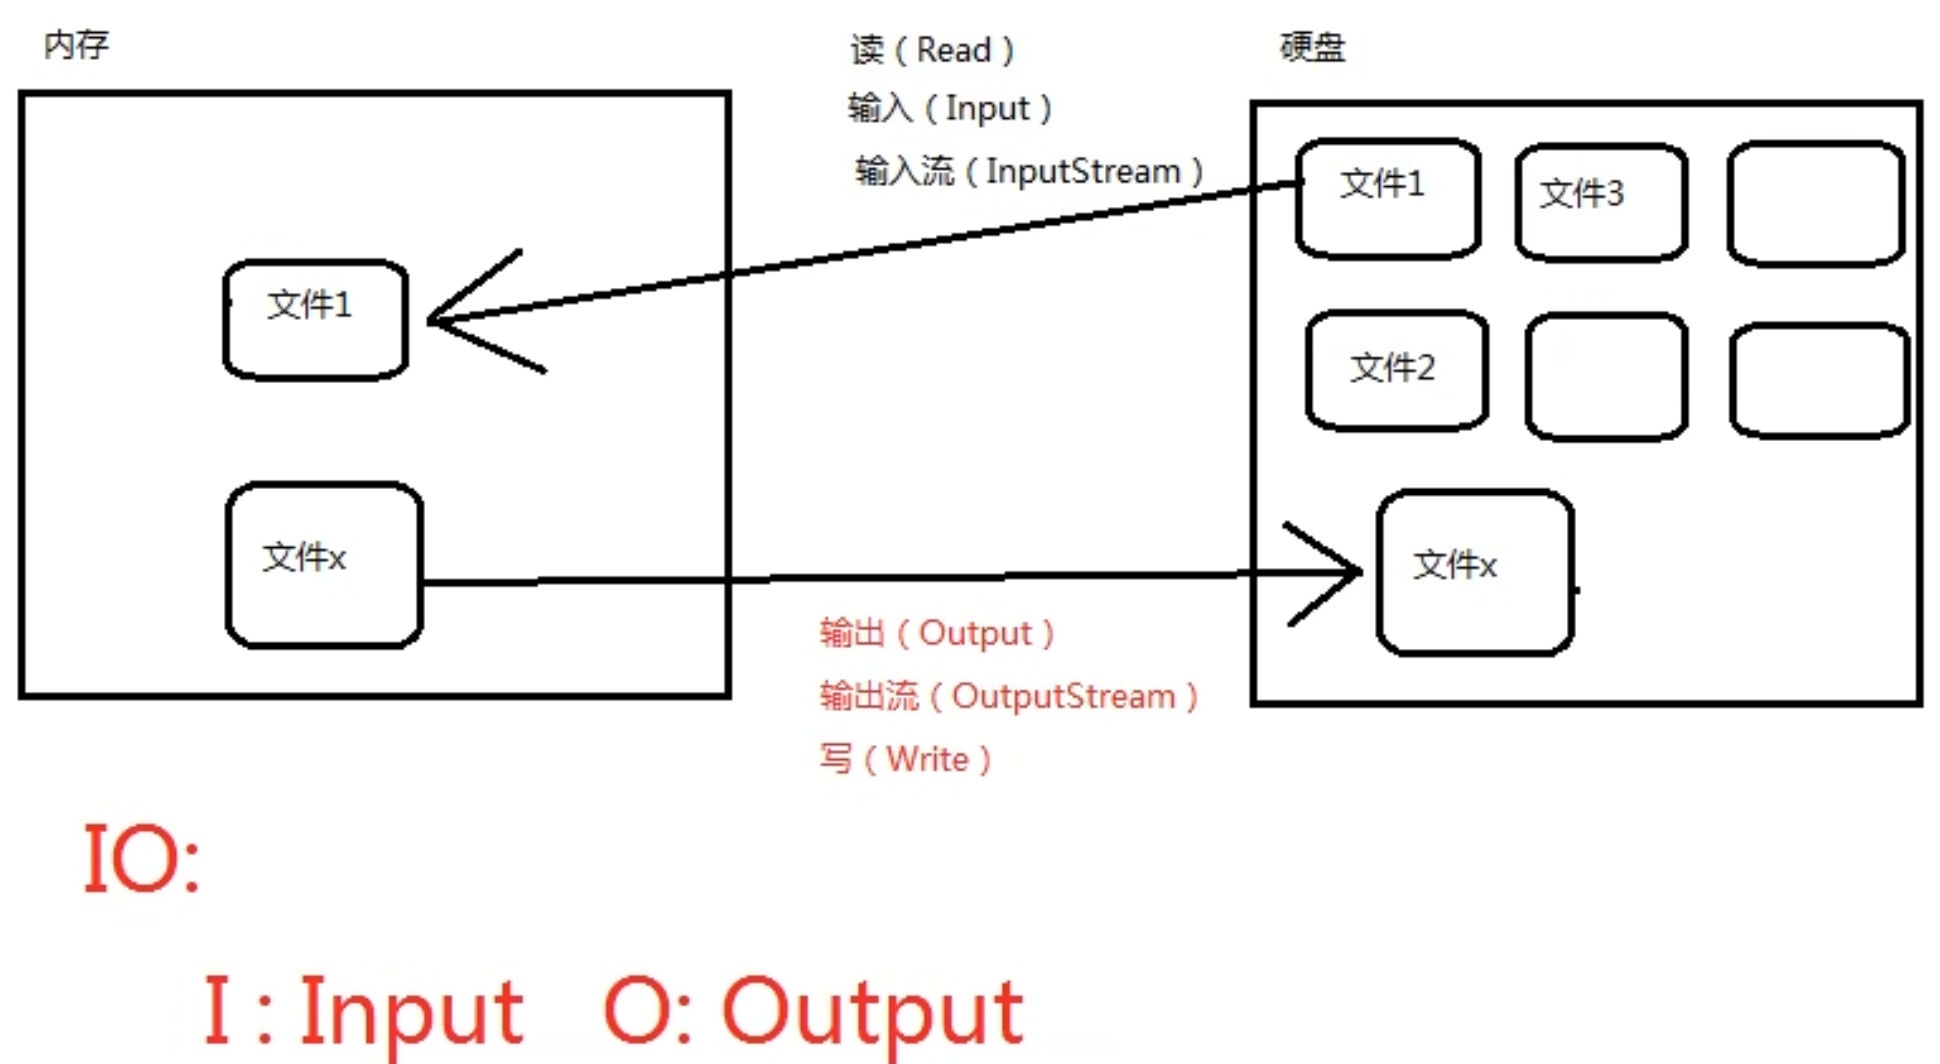 内存
读（Read）
硬盘
输入（Input）
输入流（InputStream）
文件1
文件3
文件1
文件2
文件x
文件x
输出（Output）
输出流（OutputStream）
写（Write）
IO:
I : Input   O: Output